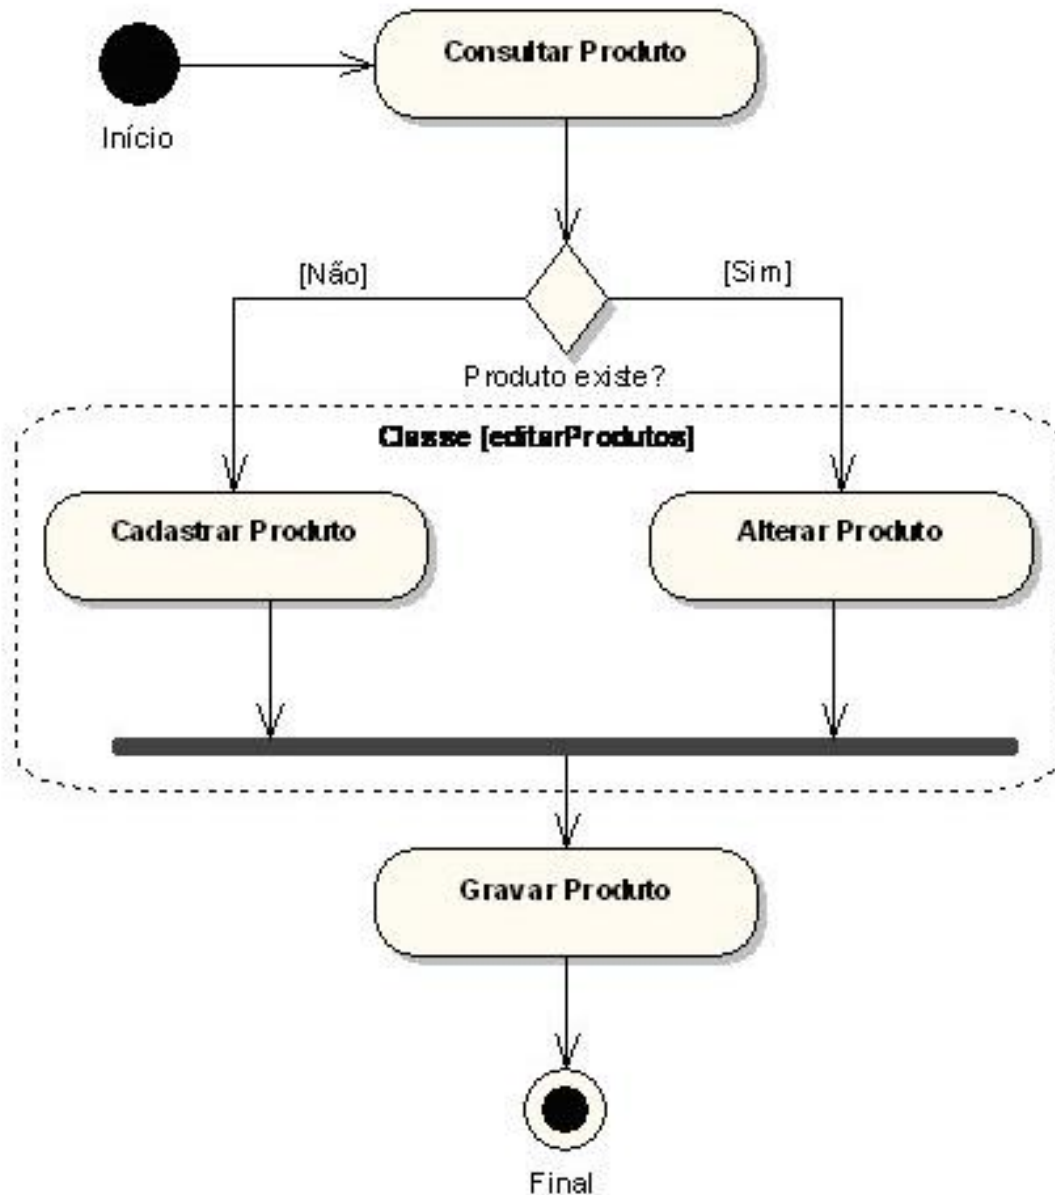 Consultar Produto
Início
[Não]
[Sim]
Produto existe?
Classe [editarProdutos]
Cadastrar Produto
Alterar Produto
Gravar Produto
Final